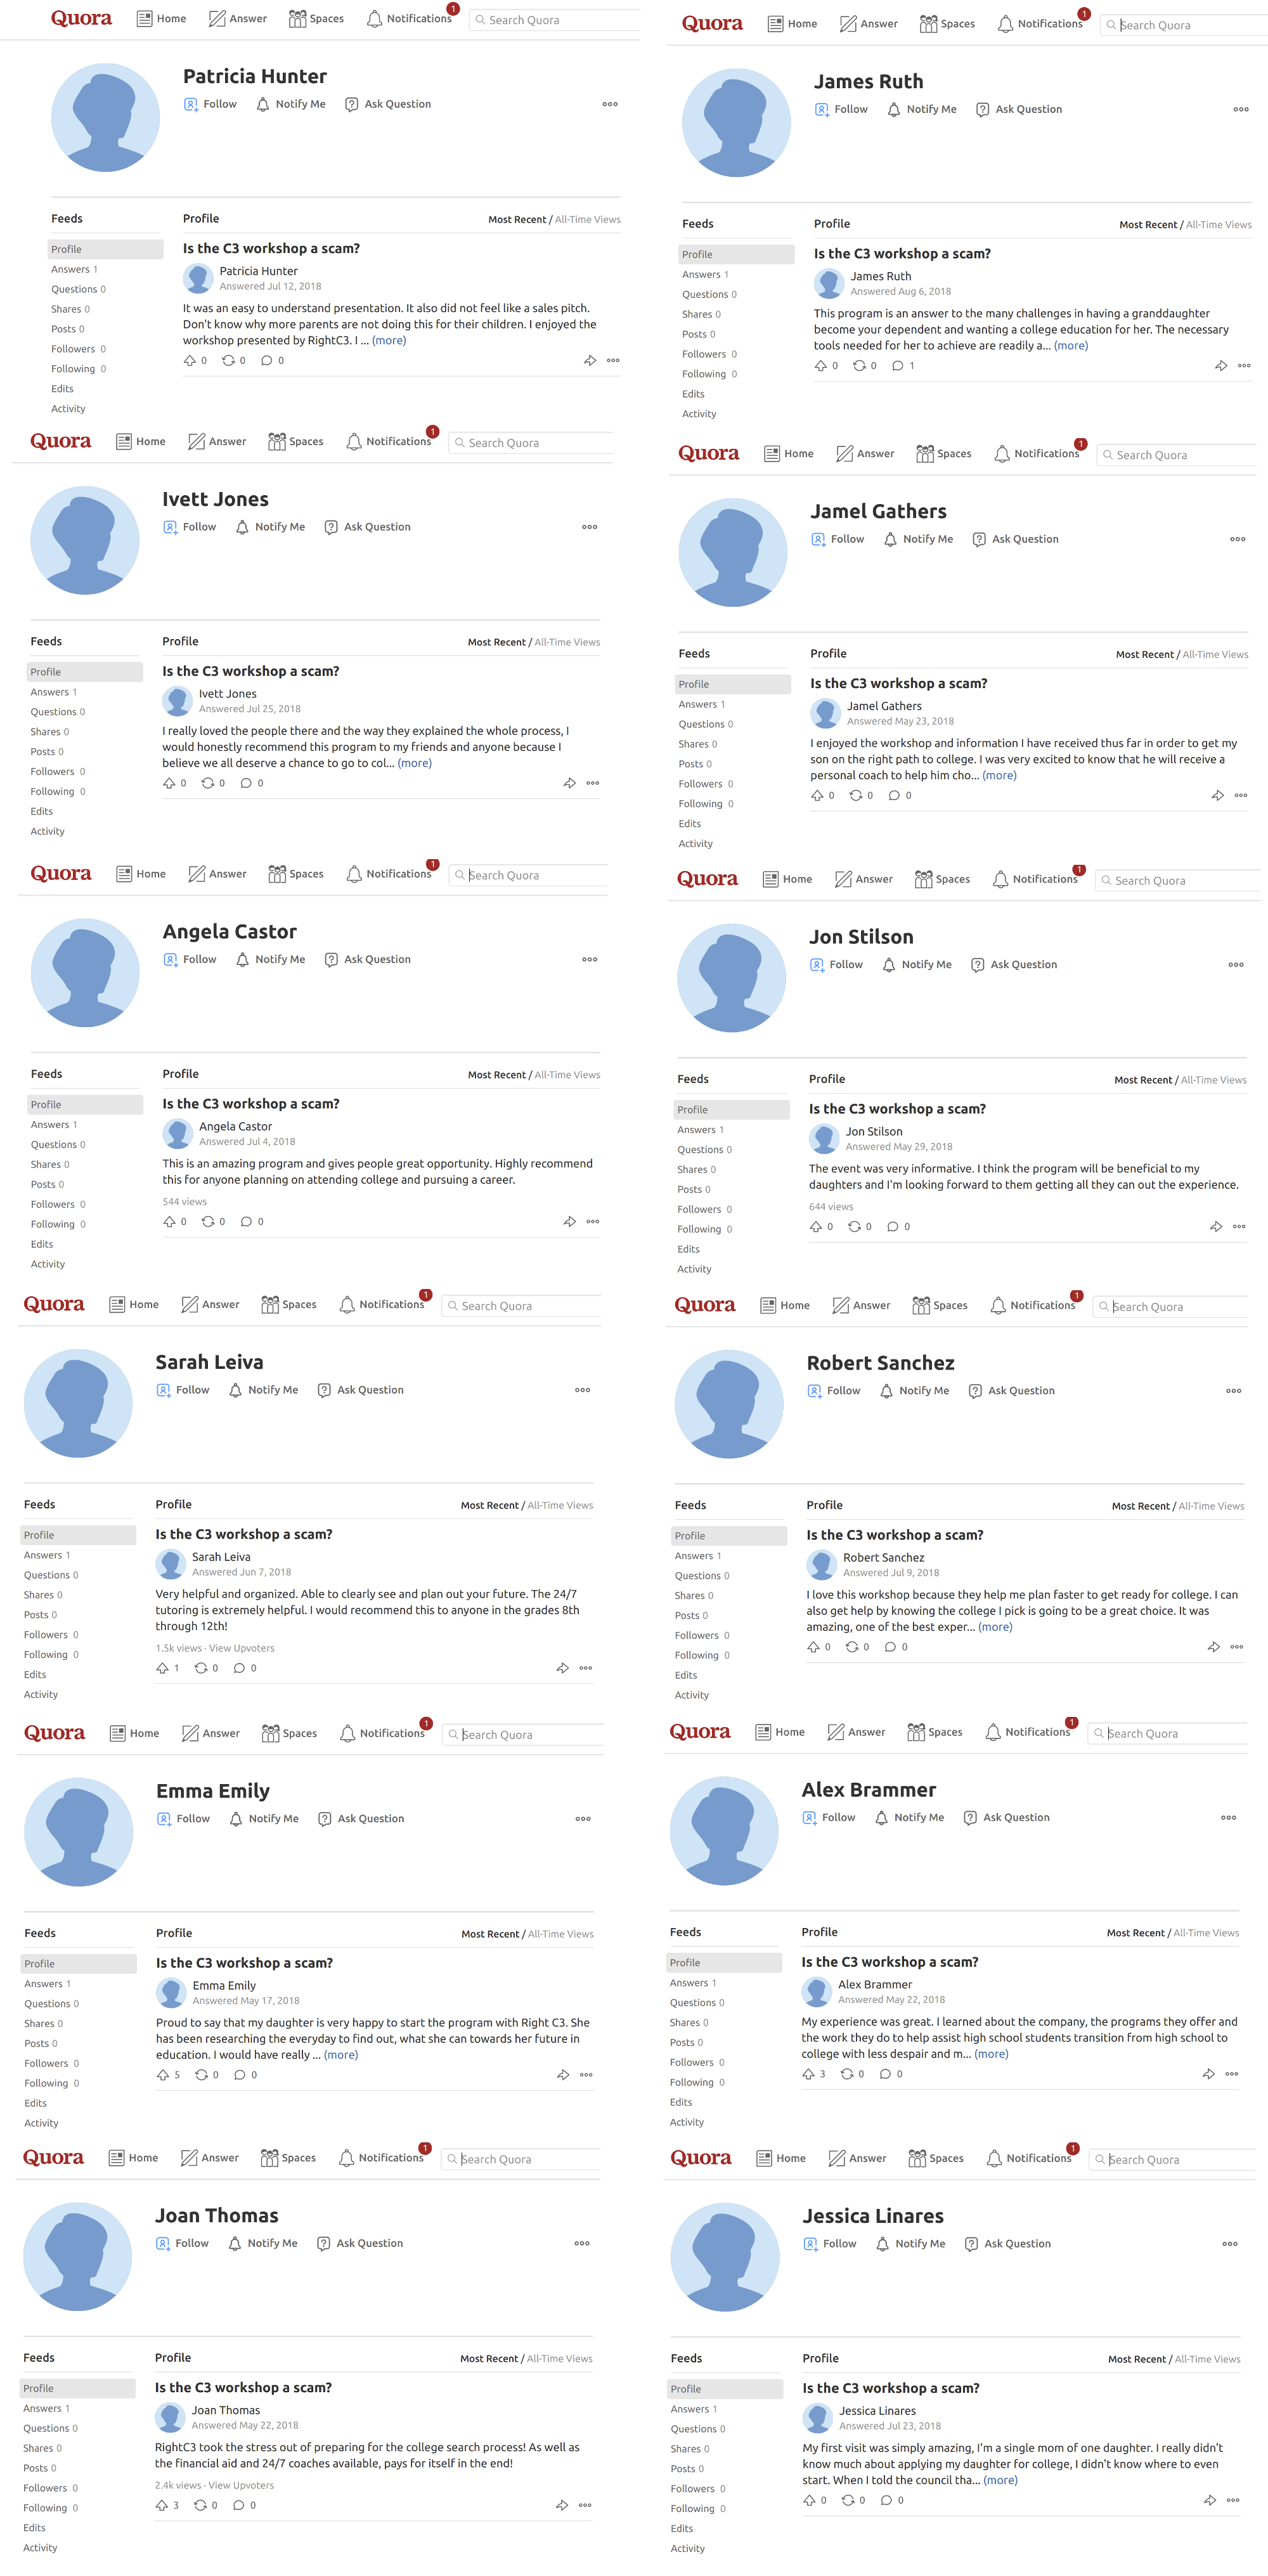 Quora Home Answer Spaces Notifications 1 Search Quora
Patricia Hunter
Follow Notify Me Ask Question
Feeds
Profile
Answers 1
Questions 0
Shares 0
Posts 0
Followers 0
Following 0
Edits
Activity
Profile Most Recent / All-Time Views
Is the C3 workshop a scam?
Patricia Hunter
Answered Jul 12, 2018
It was an easy to understand presentation. It also did not feel like a sales pitch.
Don't know why more parents are not doing this for their children. I enjoyed the
workshop presented by RightC3. I ... (more)
0 0 0
Quora Home Answer Spaces Notifications 1 Search Quora
James Ruth
Follow Notify Me Ask Question
Feeds
Profile
Answers 1
Questions 0
Shares 0
Posts 0
Followers 0
Following 0
Edits
Activity
Profile Most Recent / All-Time Views
Is the C3 workshop a scam?
James Ruth
Answered Aug 6, 2018
This program is an answer to the many challenges in having a granddaughter
become your dependent and wanting a college education for her. The necessary
tools needed for her to achieve are readily a... (more)
0 0 1
Quora Home Answer Spaces Notifications 1 Search Quora
Ivett Jones
Follow Notify Me Ask Question
Feeds
Profile
Answers 1
Questions 0
Shares 0
Posts 0
Followers 0
Following 0
Edits
Activity
Profile Most Recent / All-Time Views
Is the C3 workshop a scam?
Ivett Jones
Answered Jul 25, 2018
I really loved the people there and the way they explained the whole process, I
would honestly recommend this program to my friends and anyone because I
believe we all deserve a chance to go to col... (more)
0 0 0
Quora Home Answer Spaces Notifications 1 Search Quora
Jamel Gathers
Follow Notify Me Ask Question
Feeds
Profile
Answers 1
Questions 0
Shares 0
Posts 0
Followers 0
Following 0
Edits
Activity
Profile Most Recent / All-Time Views
Is the C3 workshop a scam?
Jamel Gathers
Answered May 23, 2018
I enjoyed the workshop and information I have received thus far in order to get my
son on the right path to college. I was very excited to know that he will receive a
personal coach to help him cho... (more)
0 0 0
Quora Home Answer Spaces Notifications 1 Search Quora
Angela Castor
Follow Notify Me Ask Question
Feeds
Profile
Answers 1
Questions 0
Shares 0
Posts 0
Followers 0
Following 0
Edits
Activity
Profile Most Recent / All-Time Views
Is the C3 workshop a scam?
Angela Castor
Answered Jul 4, 2018
This is an amazing program and gives people great opportunity. Highly recommend
this for anyone planning on attending college and pursuing a career.
544 views
0 0 0
Quora Home Answer Spaces Notifications 1 Search Quora
Jon Stilson
Follow Notify Me Ask Question
Feeds
Profile
Answers 1
Questions 0
Shares 0
Posts 0
Followers 0
Following 0
Edits
Activity
Profile Most Recent / All-Time Views
Is the C3 workshop a scam?
Jon Stilson
Answered May 29, 2018
The event was very informative. I think the program will be beneficial to my
daughters and I'm looking forward to them getting all they can out the experience.
644 views
0 0 0
Quora Home Answer Spaces Notifications 1 Search Quora
Sarah Leiva
Follow Notify Me Ask Question
Feeds
Profile
Answers 1
Questions 0
Shares 0
Posts 0
Followers 0
Following 0
Edits
Activity
Profile Most Recent / All-Time Views
Is the C3 workshop a scam?
Sarah Leiva
Answered Jun 7, 2018
Very helpful and organized. Able to clearly see and plan out your future. The 24/7
tutoring is extremely helpful. I would recommend this to anyone in the grades 8th
through 12th!
1.5k views · View Upvoters
1 0 0
Quora Home Answer Spaces Notifications 1 Search Quora
Robert Sanchez
Follow Notify Me Ask Question
Feeds
Profile
Answers 1
Questions 0
Shares 0
Posts 0
Followers 0
Following 0
Edits
Activity
Profile Most Recent / All-Time Views
Is the C3 workshop a scam?
Robert Sanchez
Answered Jul 9, 2018
I love this workshop because they help me plan faster to get ready for college. I can
also get help by knowing the college I pick is going to be a great choice. It was
amazing, one of the best exper... (more)
0 0 0
Quora Home Answer Spaces Notifications 1 Search Quora
Emma Emily
Follow Notify Me Ask Question
Feeds
Profile
Answers 1
Questions 0
Shares 0
Posts 0
Followers 0
Following 0
Edits
Activity
Profile Most Recent / All-Time Views
Is the C3 workshop a scam?
Emma Emily
Answered May 17, 2018
Proud to say that my daughter is very happy to start the program with Right C3. She
has been researching the everyday to find out, what she can towards her future in
education. I would have really ... (more)
5 0 0
Quora Home Answer Spaces Notifications 1 Search Quora
Alex Brammer
Follow Notify Me Ask Question
Feeds
Profile
Answers 1
Questions 0
Shares 0
Posts 0
Followers 0
Following 0
Edits
Activity
Profile Most Recent / All-Time Views
Is the C3 workshop a scam?
Alex Brammer
Answered May 22, 2018
My experience was great. I learned about the company, the programs they offer and
the work they do to help assist high school students transition from high school to
college with less despair and m... (more)
3 0 0
Quora Home Answer Spaces Notifications 1 Search Quora
Joan Thomas
Follow Notify Me Ask Question
Feeds
Profile
Answers 1
Questions 0
Shares 0
Posts 0
Followers 0
Following 0
Edits
Activity
Profile Most Recent / All-Time Views
Is the C3 workshop a scam?
Joan Thomas
Answered May 22, 2018
RightC3 took the stress out of preparing for the college search process! As well as
the financial aid and 24/7 coaches available, pays for itself in the end!
2.4k views · View Upvoters
3 0 0
Quora Home Answer Spaces Notifications 1 Search Quora
Jessica Linares
Follow Notify Me Ask Question
Feeds
Profile
Answers 1
Questions 0
Shares 0
Posts 0
Followers 0
Following 0
Edits
Activity
Profile Most Recent / All-Time Views
Is the C3 workshop a scam?
Jessica Linares
Answered Jul 23, 2018
My first visit was simply amazing, I'm a single mom of one daughter. I really didn't
know much about applying my daughter for college, I didn't know where to even
start. When I told the council tha... (more)
0 0 0